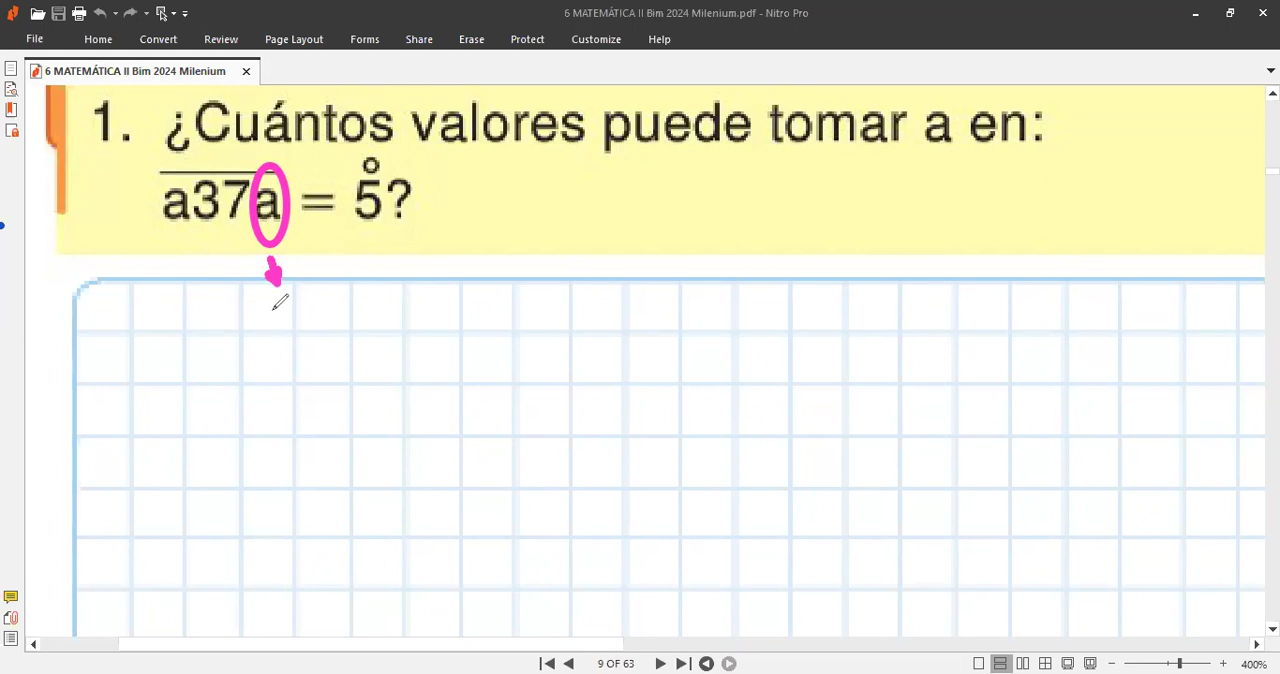 6 MATEMÁTICA II Bim 2024 Milenium.pdf - Nitro Pro
File Home Convert Review Page Layout Forms Share Erase Protect Customize Help
6 MATEMÁTICA II Bim 2024 Milenium
1. ¿Cuántos valores puede tomar a en:
a37a = 5̊?
9 OF 63
400%